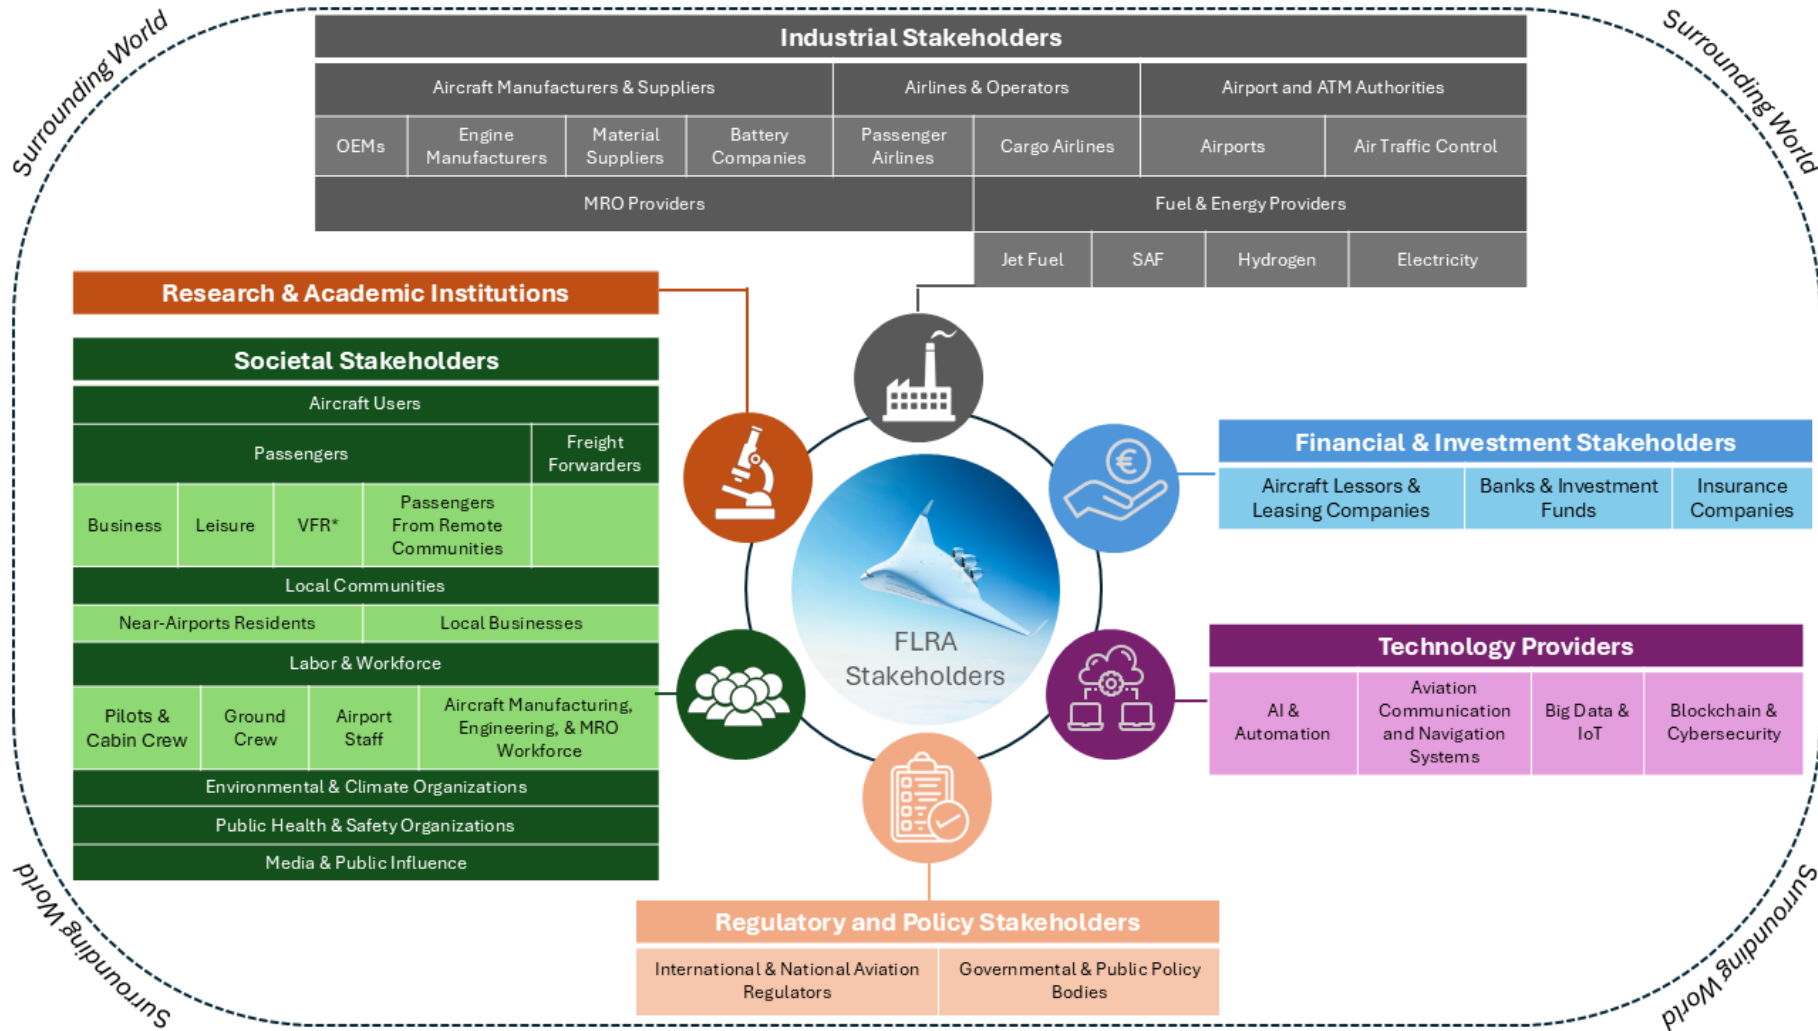 Surrounding World
Surrounding World
Industrial Stakeholders
Aircraft Manufacturers & Suppliers
Airlines & Operators
Airport and ATM Authorities
OEMs
Engine
Manufacturers
Material
Suppliers
Battery
Companies
Passenger
Airlines
Cargo Airlines
Airports
Air Traffic Control
MRO Providers
Fuel & Energy Providers
Jet Fuel
SAF
Hydrogen
Electricity
Research & Academic Institutions
Societal Stakeholders
Aircraft Users
Passengers
Freight
Forwarders
Business
Leisure
VFR*
Passengers
From Remote
Communities
Local Communities
Near-Airports Residents
Local Businesses
Labor & Workforce
Pilots &
Cabin Crew
Ground
Crew
Airport
Staff
Aircraft Manufacturing,
Engineering, & MRO
Workforce
Environmental & Climate Organizations
Public Health & Safety Organizations
Media & Public Influence
FLRA
Stakeholders
€
Financial & Investment Stakeholders
Aircraft Lessors &
Leasing Companies
Banks & Investment
Funds
Insurance
Companies
Technology Providers
AI &
Automation
Aviation
Communication
and Navigation
Systems
Big Data &
IoT
Blockchain &
Cybersecurity
Regulatory and Policy Stakeholders
International & National Aviation
Regulators
Governmental & Public Policy
Bodies
Surrounding World
Surrounding World